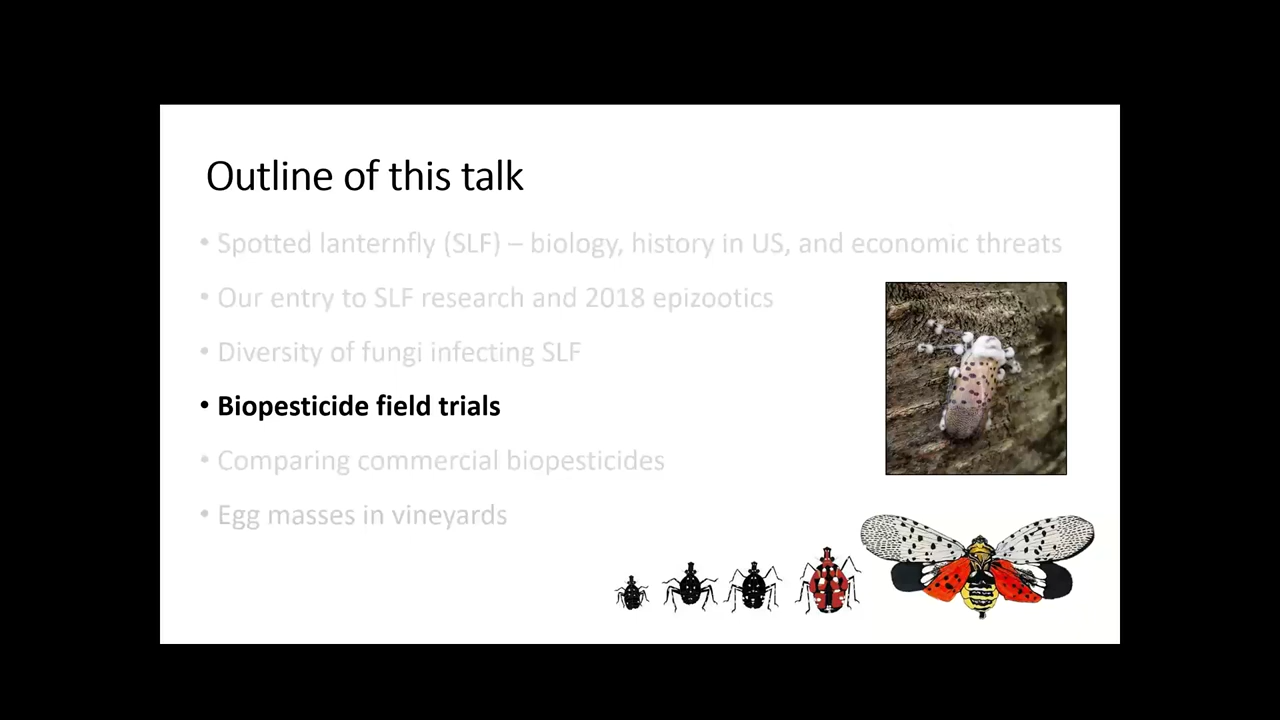 Outline of this talk
• Spotted lanternfly (SLF) – biology, history in US, and economic threats
• Our entry to SLF research and 2018 epizootics
• Diversity of fungi infecting SLF
• Biopesticide field trials
• Comparing commercial biopesticides
• Egg masses in vineyards